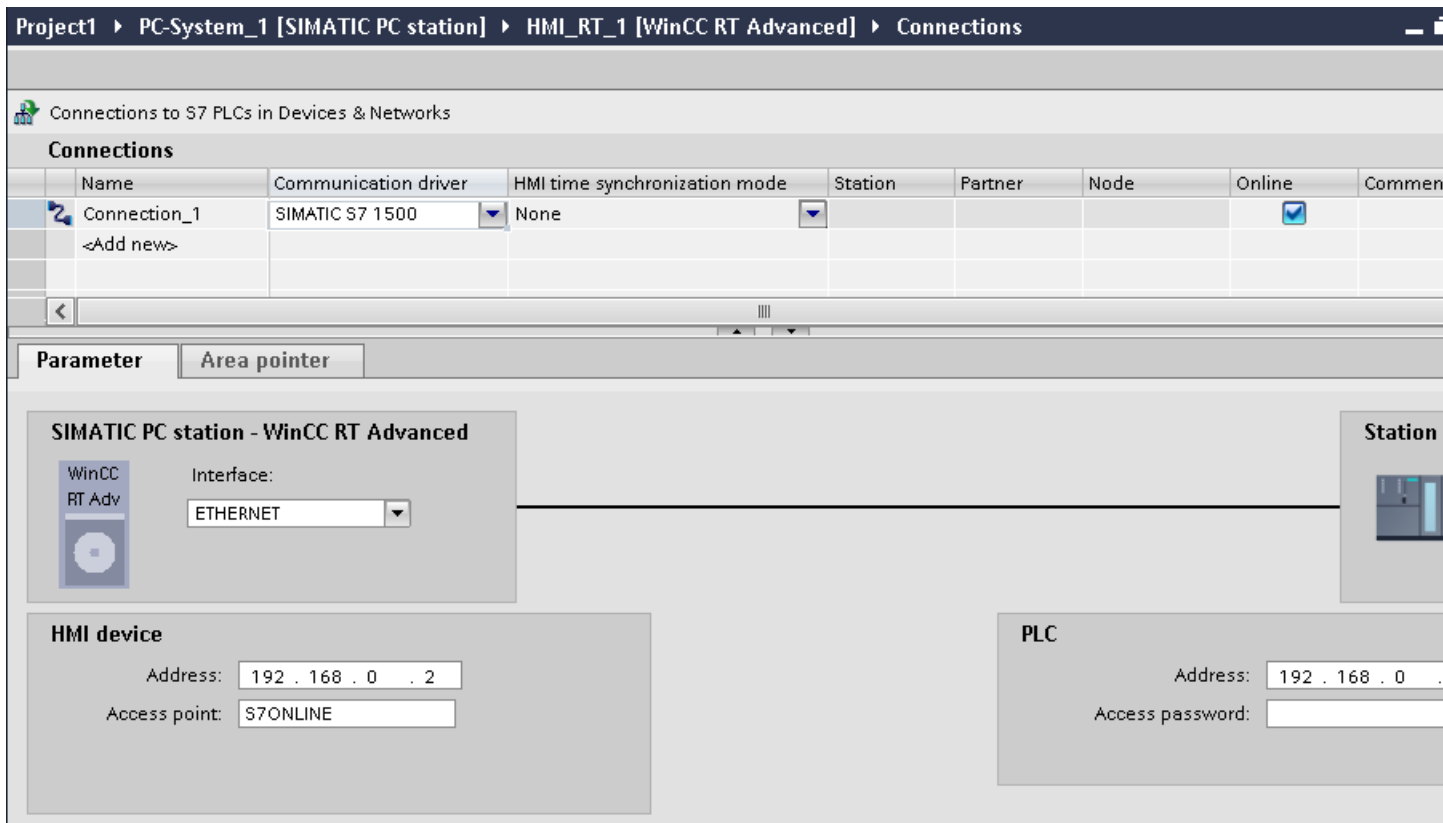 Project1 ▸ PC-System_1 [SIMATIC PC station] ▸ HMI_RT_1 [WinCC RT Advanced] ▸ Connections
Connections to S7 PLCs in Devices & Networks
Connections
Name Communication driver HMI time synchronization mode Station Partner Node Online Commen
Connection_1 SIMATIC S7 1500 None
<Add new>
Parameter Area pointer
SIMATIC PC station - WinCC RT Advanced
Station
WinCC
RT Adv
Interface:
ETHERNET
HMI device
Address: 192 . 168 . 0 . 2
Access point: S7ONLINE
PLC
Address: 192 . 168 . 0 .
Access password: